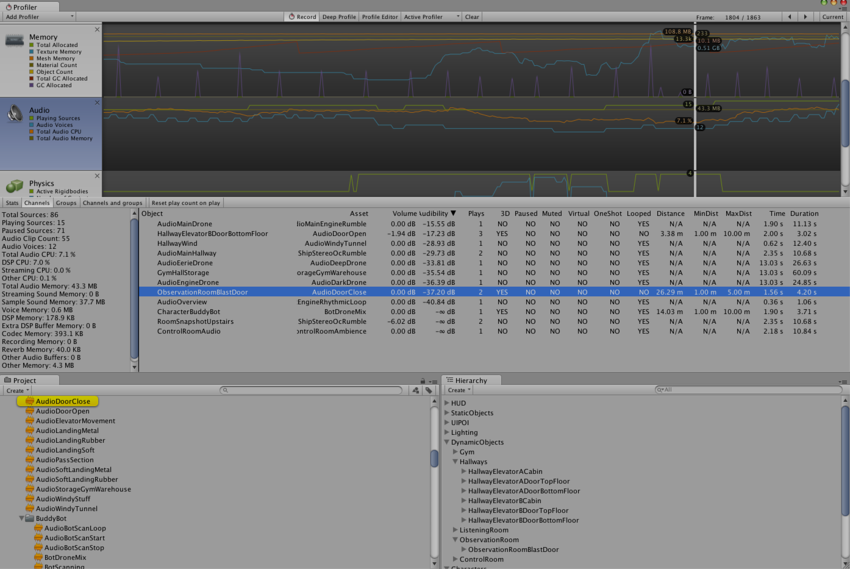 Profiler
Add Profiler
Record Deep Profile Profile Editor Active Profiler Clear Frame: 1804 / 1863 Current
Memory
Total Allocated
Texture Memory
Mesh Memory
Material Count
Object Count
Total GC Allocated
GC Allocated
108.8 MB
13.3k
0 B
233
10.1 MB
0.51 GB
Audio
Playing Sources
Audio Voices
Total Audio CPU
Total Audio Memory
15
43.3 MB
7.1 %
12
Physics
Active Rigidbodies
4
Stats Channels Groups Channels and groups Reset play count on play
Total Sources: 86
Playing Sources: 15
Paused Sources: 71
Audio Clip Count: 55
Audio Voices: 12
Total Audio CPU: 7.1 %
DSP CPU: 7.0 %
Streaming CPU: 0.0 %
Other CPU: 0.1 %
Total Audio Memory: 43.3 MB
Streaming Sound Memory: 0 B
Sample Sound Memory: 37.7 MB
Voice Memory: 0.6 MB
DSP Memory: 178.9 KB
Extra DSP Buffer Memory: 0 B
Codec Memory: 393.1 KB
Recording Memory: 0 B
Reverb Memory: 40.0 KB
Other Audio Buffers: 0 B
Other Memory: 4.3 MB
Object Asset Volume udibility Plays 3D Paused Muted Virtual OneShot Looped Distance MinDist MaxDist Time Duration
AudioMainDrone lioMainEngineRumble 0.00 dB -15.55 dB 1 NO NO NO NO NO YES N/A N/A N/A 1.90 s 11.13 s
HallwayElevatorBDoorBottomFloor AudioDoorOpen -1.94 dB -17.23 dB 3 YES NO NO NO NO NO 3.38 m 1.00 m 10.00 m 2.00 s 3.02 s
HallwayWind AudioWindyTunnel 0.00 dB -28.93 dB 1 NO NO NO NO NO YES N/A N/A N/A 0.62 s 12.40 s
AudioMainHallway ShipStereoOcRumble 0.00 dB -29.73 dB 2 NO NO NO NO NO YES N/A N/A N/A 2.35 s 10.68 s
AudioEngineDrone AudioDeepDrone 0.00 dB -33.81 dB 1 NO NO NO NO NO YES N/A N/A N/A 13.53 s 23.61 s
GymHallStorage orageGymWarehouse 0.00 dB -35.54 dB 1 NO NO NO NO NO YES N/A N/A N/A 13.53 s 60.09 s
AudioEngineDrone AudioDarkDrone 0.00 dB -36.39 dB 1 NO NO NO NO NO YES N/A N/A N/A 13.53 s 24.85 s
ObservationRoomBlastDoor AudioDoorClose 0.00 dB -37.20 dB 2 YES NO NO NO NO NO 26.29 m 1.00 m 5.00 m 1.56 s 4.20 s
AudioOverview EngineRhythmicLoop 0.00 dB -40.84 dB 1 NO NO NO NO NO YES N/A N/A N/A 0.36 s 1.06 s
CharacterBuddyBot BotDroneMix 0.00 dB -∞ dB 1 YES NO NO NO NO YES 14.03 m 1.00 m 10.00 m 1.90 s 3.71 s
RoomSnapshotUpstairs ShipStereoOcRumble -6.02 dB -∞ dB 2 NO NO NO NO NO YES N/A N/A N/A 2.35 s 10.68 s
ControlRoomAudio ontrolRoomAmbience 0.00 dB -∞ dB 1 NO NO NO NO NO YES N/A N/A N/A 2.18 s 10.84 s
Project
Create
AudioDoorClose
AudioDoorOpen
AudioElevatorMovement
AudioLandingMetal
AudioLandingRubber
AudioLandingSoft
AudioPassSection
AudioSoftLandingMetal
AudioSoftLandingRubber
AudioStorageGymWarehouse
AudioWindyStuff
AudioWindyTunnel
BuddyBot
AudioBotScanLoop
AudioBotScanStart
AudioBotScanStop
BotDroneMix
BotScanning
Hierarchy
Create All
HUD
StaticObjects
UIPOI
Lighting
DynamicObjects
Gym
Hallways
HallwayElevatorACabin
HallwayElevatorADoorTopFloor
HallwayElevatorADoorBottomFloor
HallwayElevatorBCabin
HallwayElevatorBDoorTopFloor
HallwayElevatorBDoorBottomFloor
ListeningRoom
ObservationRoom
ObservationRoomBlastDoor
ControlRoom
Characters